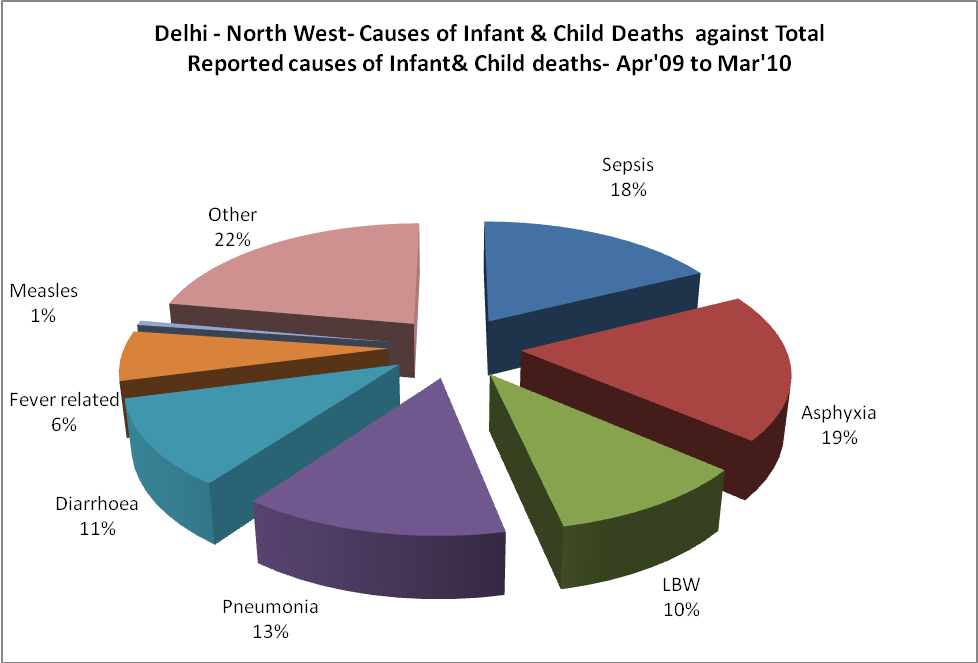 Delhi - North West- Causes of Infant & Child Deaths against Total
Reported causes of Infant& Child deaths- Apr'09 to Mar'10
Sepsis
18%
Asphyxia
19%
LBW
10%
Pneumonia
13%
Diarrhoea
11%
Fever related
6%
Measles
1%
Other
22%